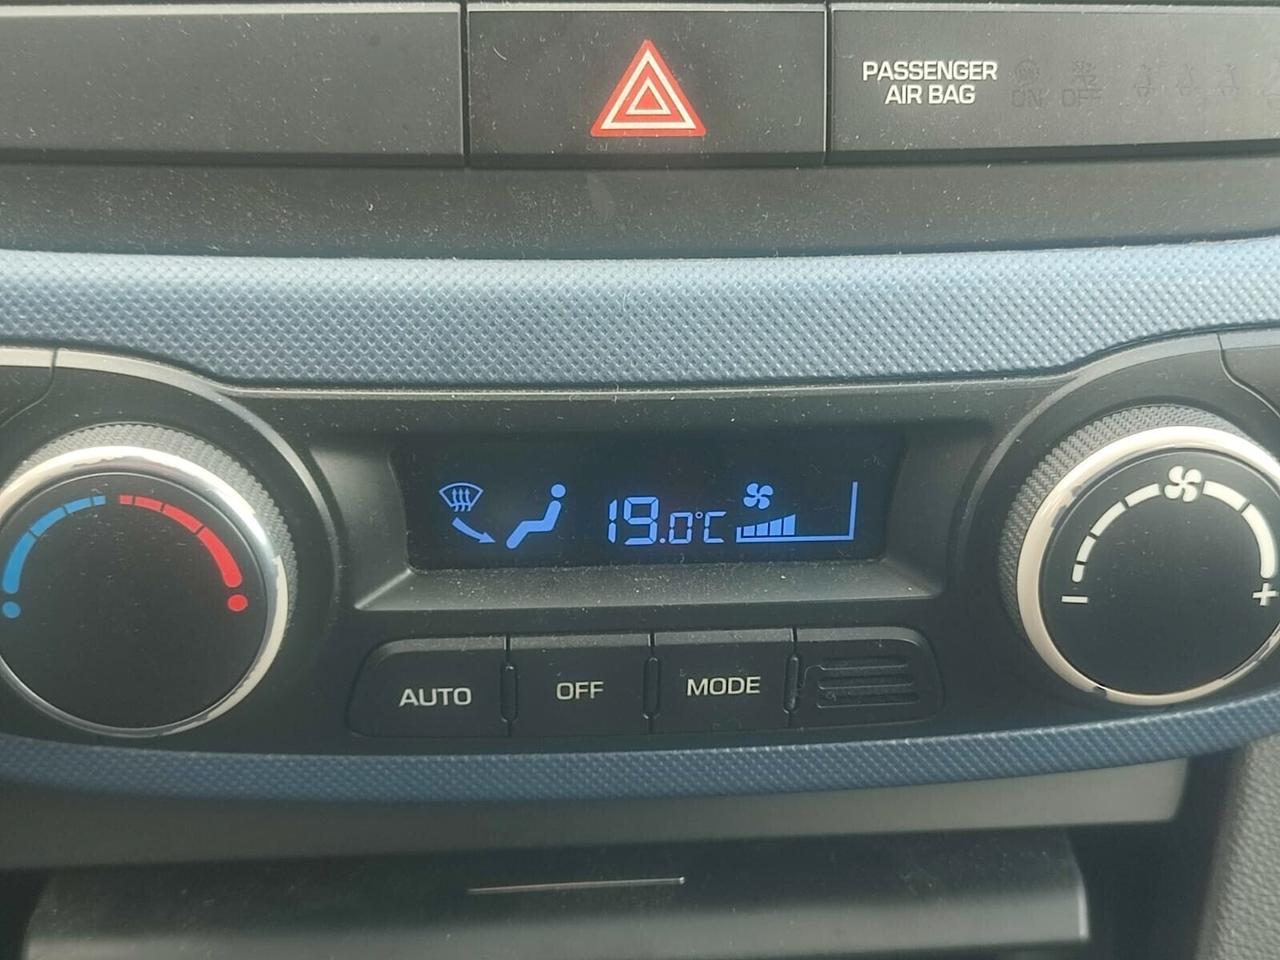 PASSENGER
AIR BAG
ON OFF
19.0°C
- +
AUTO OFF MODE